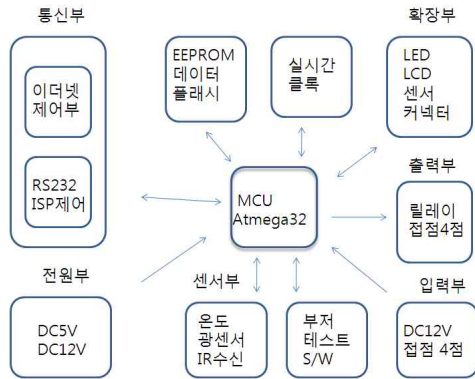 통신부
확장부
이더넷
제어부
RS232
ISP제어
EEPROM
데이터
플래시
실시간
클록
LED
LCD
센서
커넥터
MCU
Atmega32
출력부
릴레이
접점4점
전원부
DC5V
DC12V
센서부
온도
광센서
IR수신
부저
테스트
S/W
입력부
DC12V
접점 4점